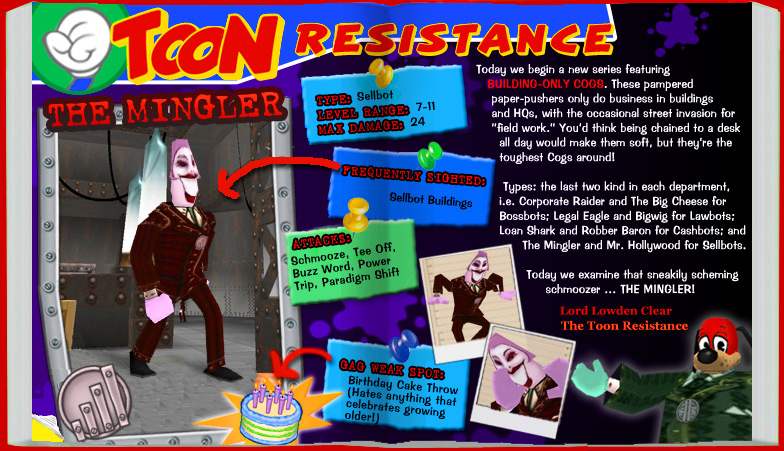 TOON RESISTANCE
THE MINGLER
TYPE: Sellbot
LEVEL RANGE: 7-11
MAX DAMAGE: 24
FREQUENTLY SIGHTED:
Sellbot Buildings
ATTACKS:
Schmooze, Tee Off,
Buzz Word, Power
Trip, Paradigm Shift
GAG WEAK SPOT:
Birthday Cake Throw
(Hates anything that
celebrates growing
older!)
Today we begin a new series featuring
BUILDING-ONLY COGS. These pampered
paper-pushers only do business in buildings
and HQs, with the occasional street invasion for
"field work." You'd think being chained to a desk
all day would make them soft, but they're the
toughest Cogs around!
Types: the last two kind in each department,
i.e. Corporate Raider and The Big Cheese for
Bossbots; Legal Eagle and Bigwig for Lawbots;
Loan Shark and Robber Baron for Cashbots; and
The Mingler and Mr. Hollywood for Sellbots.
Today we examine that sneakily scheming
schmoozer ... THE MINGLER!
Lord Lowden Clear
The Toon Resistance